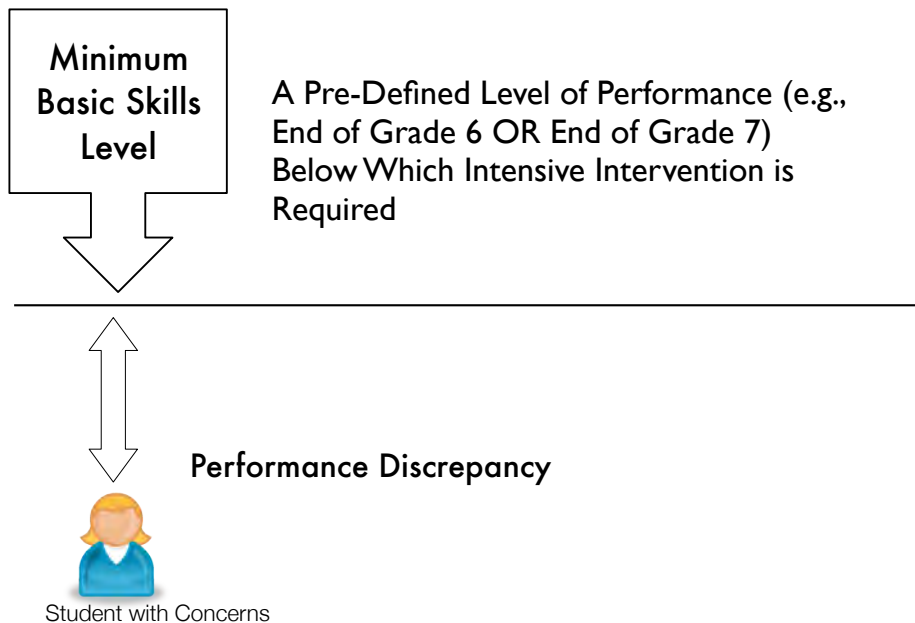 Minimum
Basic Skills
Level
A Pre-Defined Level of Performance (e.g.,
End of Grade 6 OR End of Grade 7)
Below Which Intensive Intervention is
Required
Performance Discrepancy
Student with Concerns